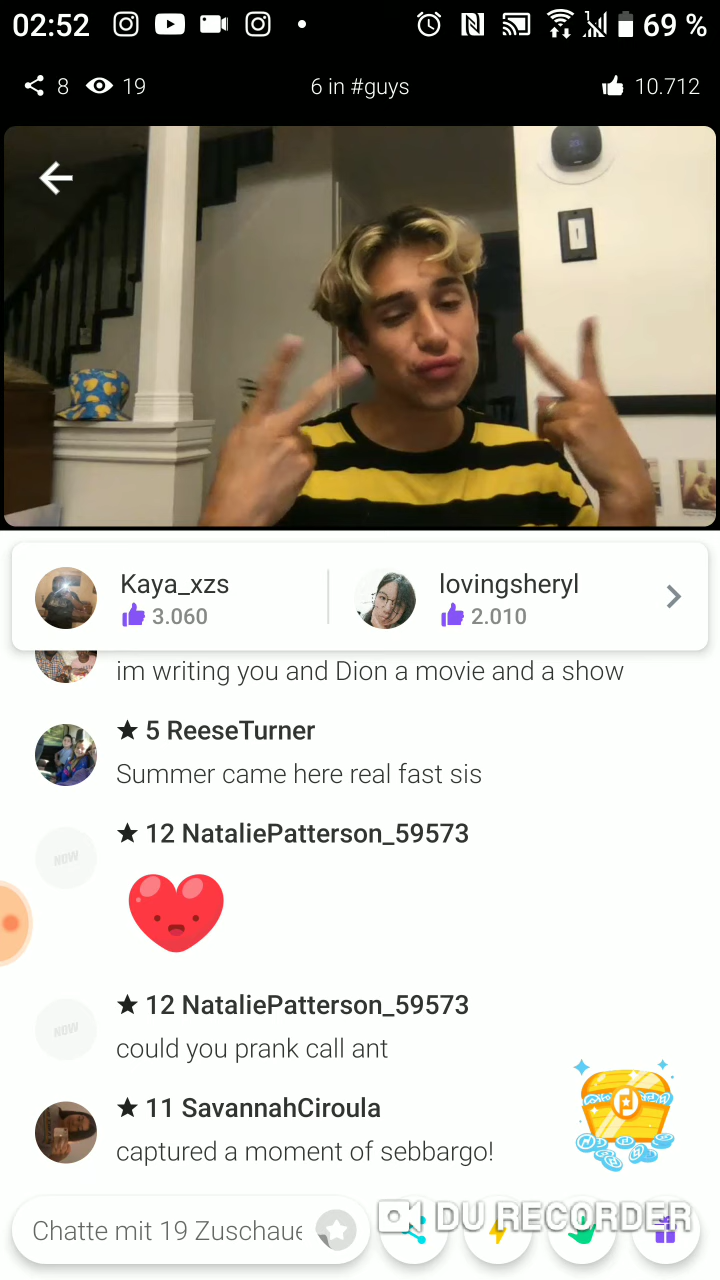 02:52
69 %
8
19
6 in #guys
10.712
Kaya_xzs
3.060
lovingsheryl
2.010
im writing you and Dion a movie and a show
★ 5 ReeseTurner
Summer came here real fast sis
★ 12 NataliePatterson_59573
NOW
★ 12 NataliePatterson_59573
NOW
could you prank call ant
★ 11 SavannahCiroula
captured a moment of sebbargo!
Chatte mit 19 Zuschaue
DU RECORDER